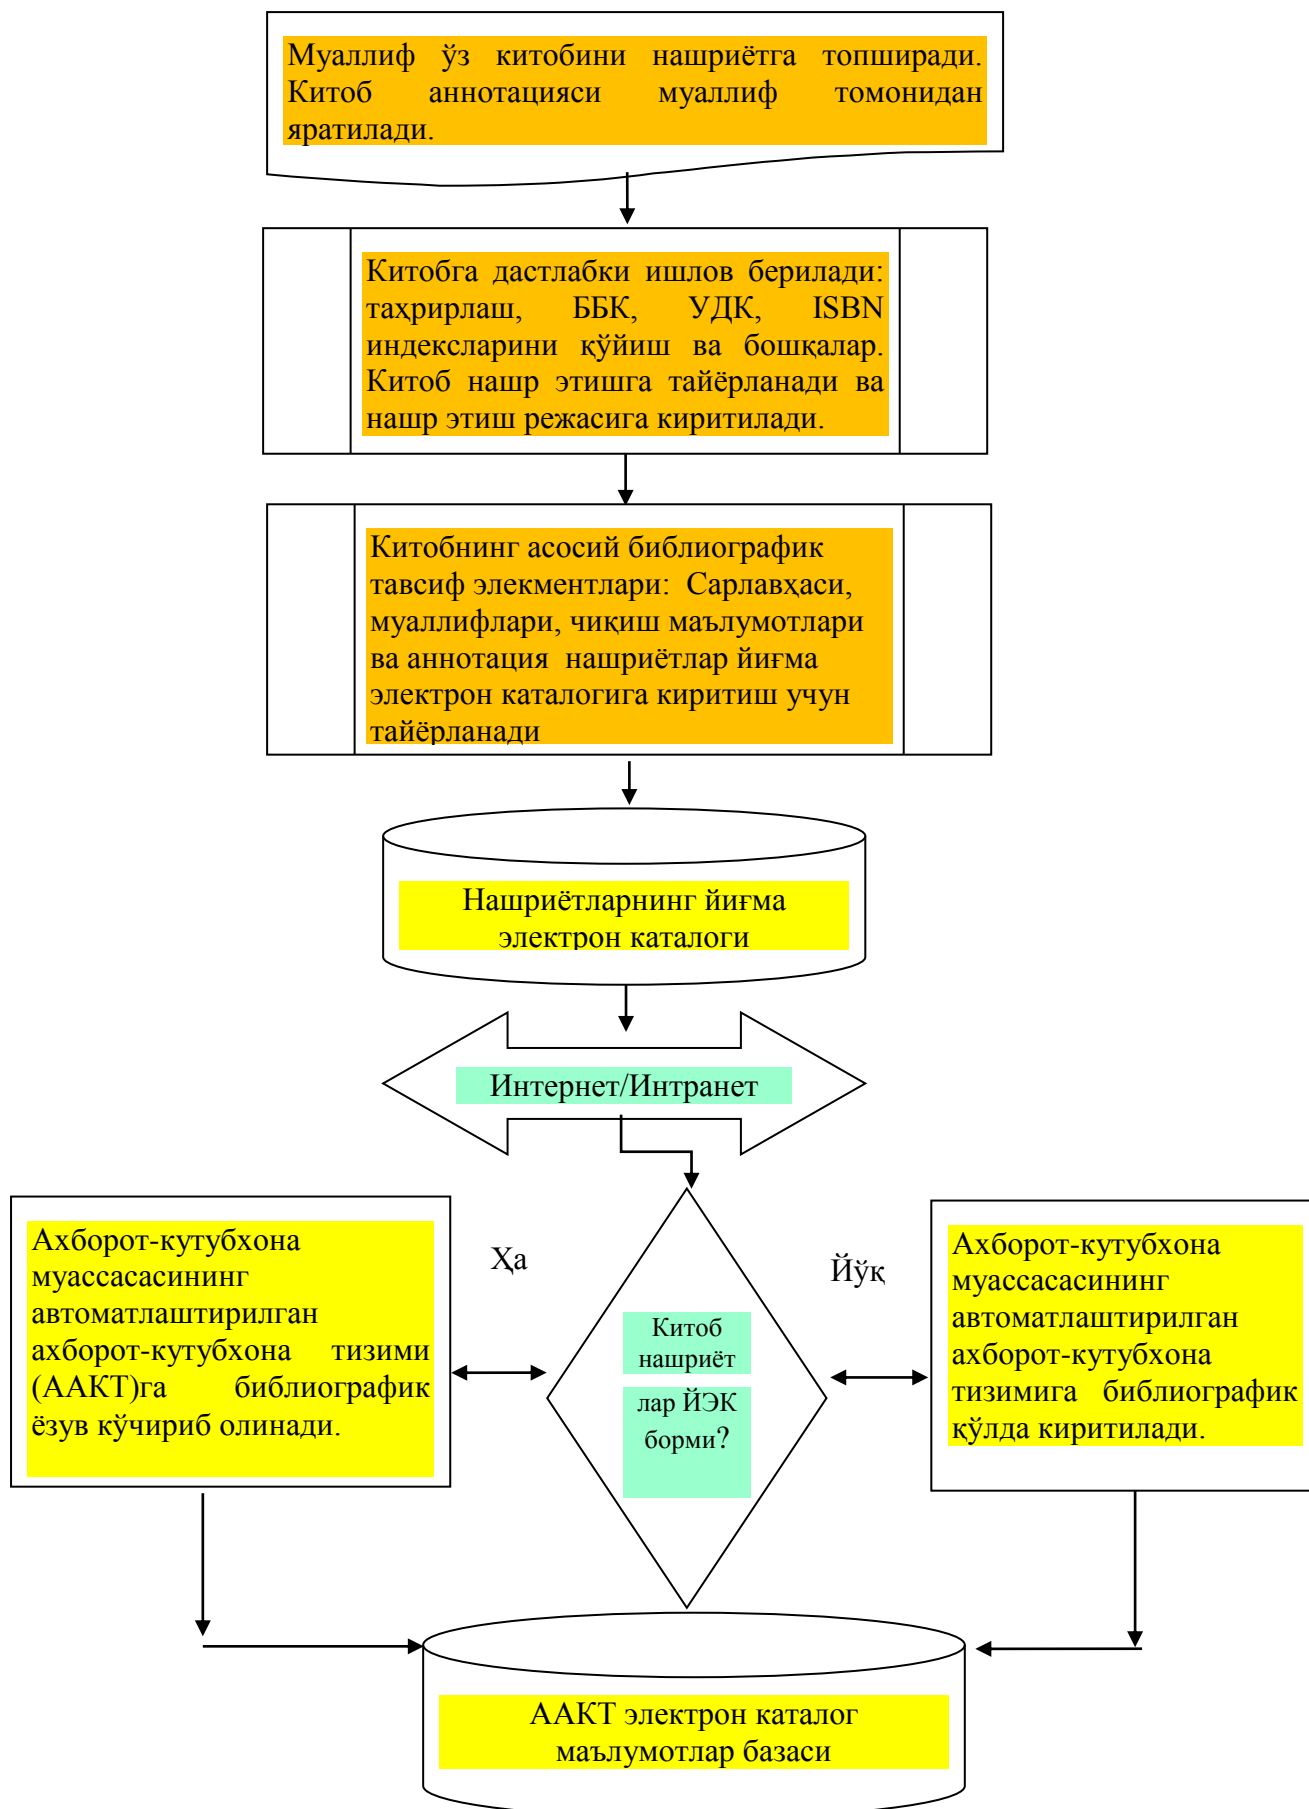 Муаллиф ўз китобини нашриётга топширади.
Китоб аннотацияси муаллиф томонидан
яратилади.
Китобга дастлабки ишлов берилади:
таҳрирлаш, ББК, УДК, ISBN
индексларини қўйиш ва бошқалар.
Китоб нашр этишга тайёрланади ва
нашр этиш режасига киритилади.
Китобнинг асосий библиографик
тавсиф элекментлари: Сарлавҳаси,
муаллифлари, чиқиш маълумотлари
ва аннотация нашриётлар йиғма
электрон каталогига киритиш учун
тайёрланади
Нашриётларнинг йиғма
электрон каталоги
Интернет/Интранет
Ахборот-кутубхона
муассасасининг
автоматлаштирилган
ахборот-кутубхона тизими
(ААКТ)га библиографик
ёзув кўчириб олинади.
Ҳа
Китоб
нашриёт
лар ЙЭК
борми?
Йўқ
Ахборот-кутубхона
муассасасининг
автоматлаштирилган
ахборот-кутубхона
тизимига библиографик
қўлда киритилади.
ААКТ электрон каталог
маълумотлар базаси